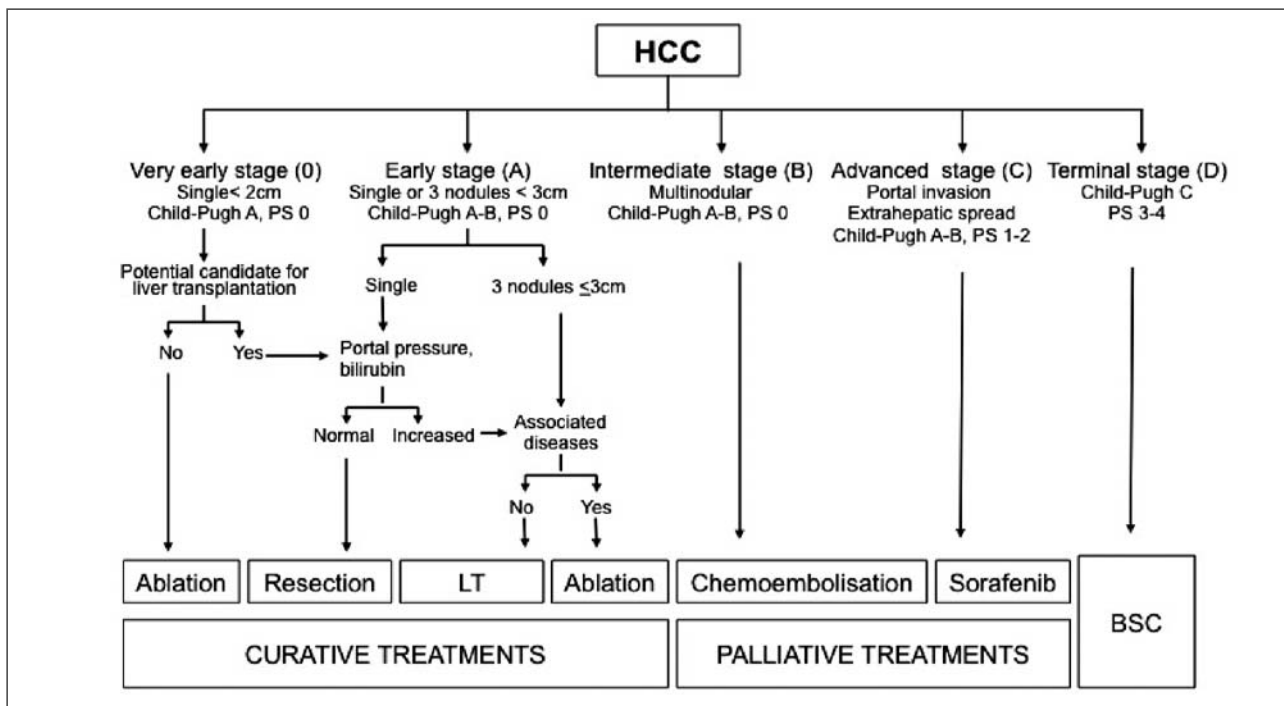 HCC
Very early stage (0)
Single< 2cm
Child-Pugh A, PS 0
Early stage (A)
Single or 3 nodules < 3cm
Child-Pugh A-B, PS 0
Intermediate stage (B)
Multinodular
Child-Pugh A-B, PS 0
Advanced stage (C)
Portal invasion
Extrahepatic spread
Child-Pugh A-B, PS 1-2
Terminal stage (D)
Child-Pugh C
PS 3-4
Potential candidate for
liver transplantation
Single
3 nodules ≤3cm
No
Yes
Portal pressure,
bilirubin
Normal
Increased
Associated
diseases
No
Yes
Ablation
Resection
LT
Ablation
Chemoembolisation
Sorafenib
BSC
CURATIVE TREATMENTS
PALLIATIVE TREATMENTS